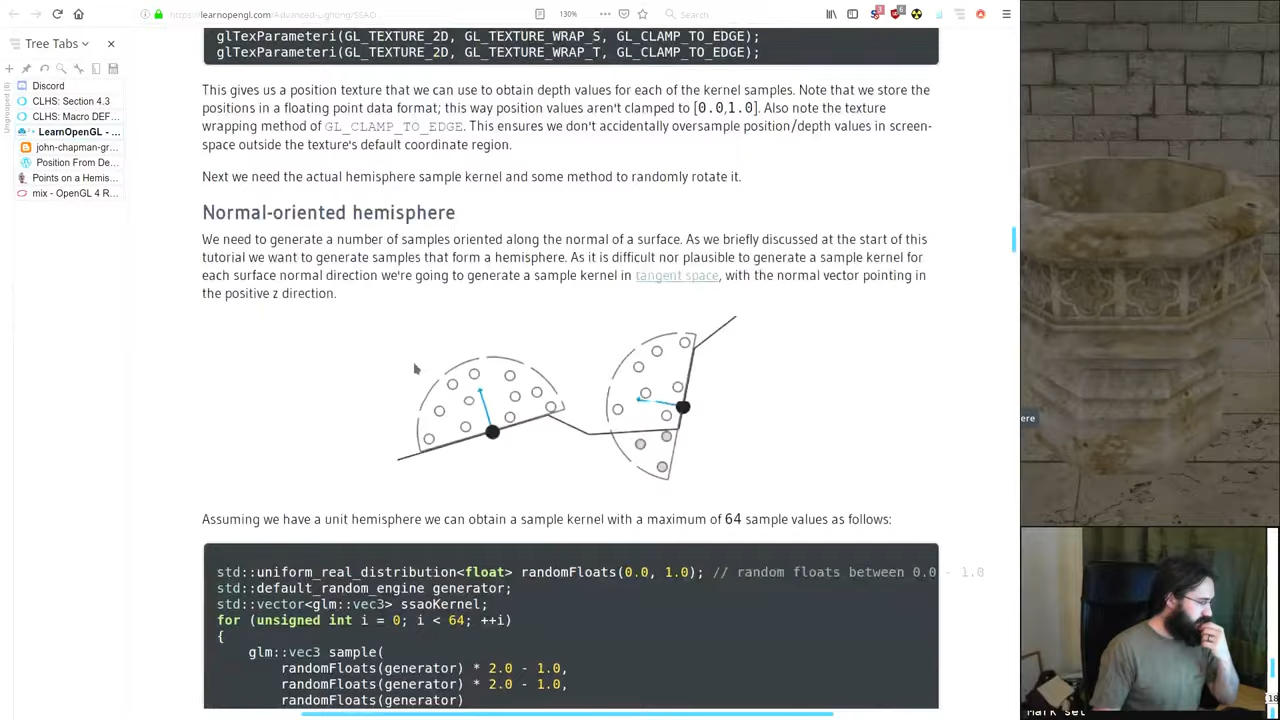 https://learnopengl.com/Advanced-Lighting/SSAO
130%
Search
3
6
Tree Tabs
Ungrouped (8)
Discord
CLHS: Section 4.3
CLHS: Macro DEF...
LearnOpenGL - ...
john-chapman-gr...
Position From De...
Points on a Hemis...
mix - OpenGL 4 R...
glTexParameteri(GL_TEXTURE_2D, GL_TEXTURE_WRAP_S, GL_CLAMP_TO_EDGE);
glTexParameteri(GL_TEXTURE_2D, GL_TEXTURE_WRAP_T, GL_CLAMP_TO_EDGE);
This gives us a position texture that we can use to obtain depth values for each of the kernel samples. Note that we store the
positions in a floating point data format; this way position values aren't clamped to [0.0,1.0]. Also note the texture
wrapping method of GL_CLAMP_TO_EDGE. This ensures we don't accidentally oversample position/depth values in screen-
space outside the texture's default coordinate region.
Next we need the actual hemisphere sample kernel and some method to randomly rotate it.
Normal-oriented hemisphere
We need to generate a number of samples oriented along the normal of a surface. As we briefly discussed at the start of this
tutorial we want to generate samples that form a hemisphere. As it is difficult nor plausible to generate a sample kernel for
each surface normal direction we're going to generate a sample kernel in tangent space, with the normal vector pointing in
the positive z direction.
Assuming we have a unit hemisphere we can obtain a sample kernel with a maximum of 64 sample values as follows:
std::uniform_real_distribution<float> randomFloats(0.0, 1.0); // random floats between 0.0 - 1.0
std::default_random_engine generator;
std::vector<glm::vec3> ssaoKernel;
for (unsigned int i = 0; i < 64; ++i)
{
glm::vec3 sample(
randomFloats(generator) * 2.0 - 1.0,
randomFloats(generator) * 2.0 - 1.0,
randomFloats(generator)
ere
(18
Mark set